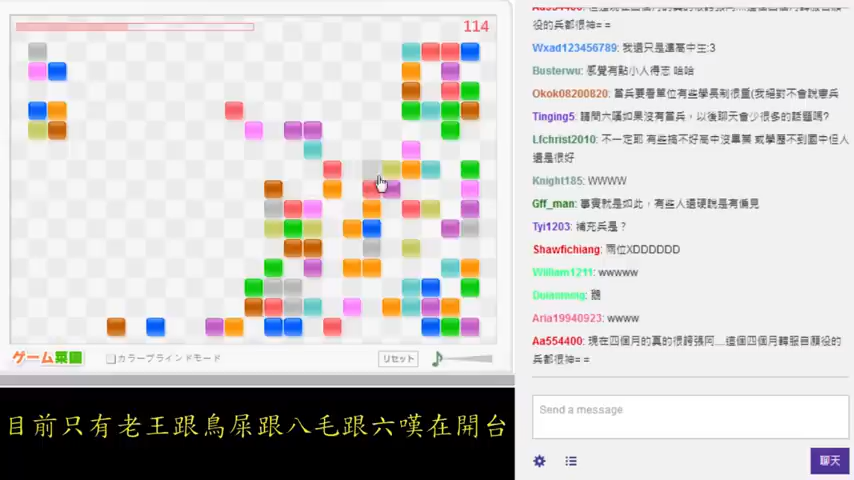 114
ゲーム菜園
カラーブラインドモード
リセット
目前只有老王跟鳥屎跟八毛跟六嘆在開台
役的兵都很神= =
Wxad123456789: 我還只是濃高中生:3
Busterwu: 感覺有點小人得志 哈哈
Okok08200820: 當兵要看單位有些學長制很重(我絕對不會說憲兵
Tinging5: 請問六嘆如果沒有當兵，以後聊天會少很多的話題嗎?
Lfchrist2010: 不一定耶 有些搞不好高中沒畢業 或學歷不到國中但人
還是很好
Knight185: WWWW
Gff_man: 事實就是如此，有些人還硬說是有偏見
Tyi1203: 補充兵是？
Shawfichiang: 兩位XDDDDDD
William1211: wwwww
Aria19940923: wwww
Aa554400: 現在四個月的真的很誇張阿....這個四個月轉服自願役的
兵都很神= =
Send a message
聊天